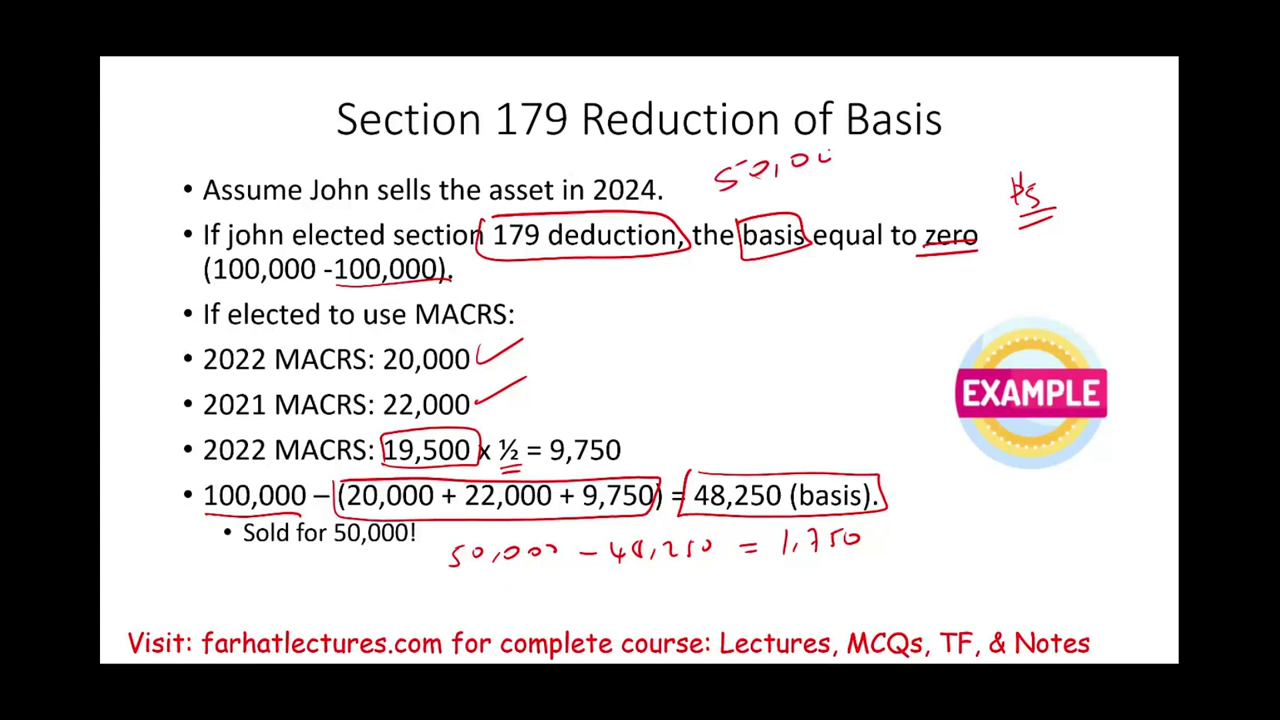 Section 179 Reduction of Basis
50,00
• Assume John sells the asset in 2024.
• If john elected section 179 deduction, the basis equal to zero
(100,000 -100,000).
• If elected to use MACRS:
• 2022 MACRS: 20,000
• 2021 MACRS: 22,000
EXAMPLE
• 2022 MACRS: 19,500 x ½ = 9,750
• 100,000 – (20,000 + 22,000 + 9,750) = 48,250 (basis).
• Sold for 50,000!
50,000 - 48,250 = 1,750
Visit: farhatlectures.com for complete course: Lectures, MCQs, TF, & Notes